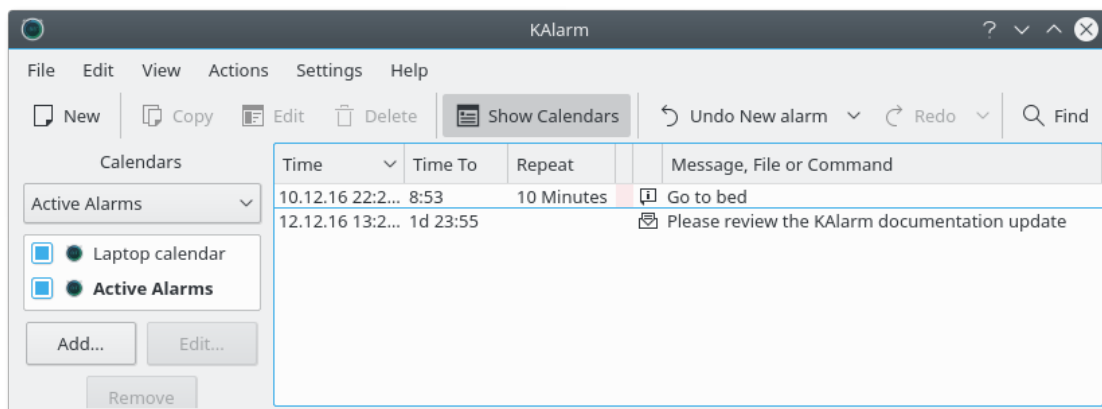 KAlarm
File Edit View Actions Settings Help
New Copy Edit Delete Show Calendars Undo New alarm Redo Find
Calendars
Active Alarms
Laptop calendar
Active Alarms
Add... Edit...
Remove
Time Time To Repeat Message, File or Command
10.12.16 22:2... 8:53 10 Minutes Go to bed
12.12.16 13:2... 1d 23:55 Please review the KAlarm documentation update